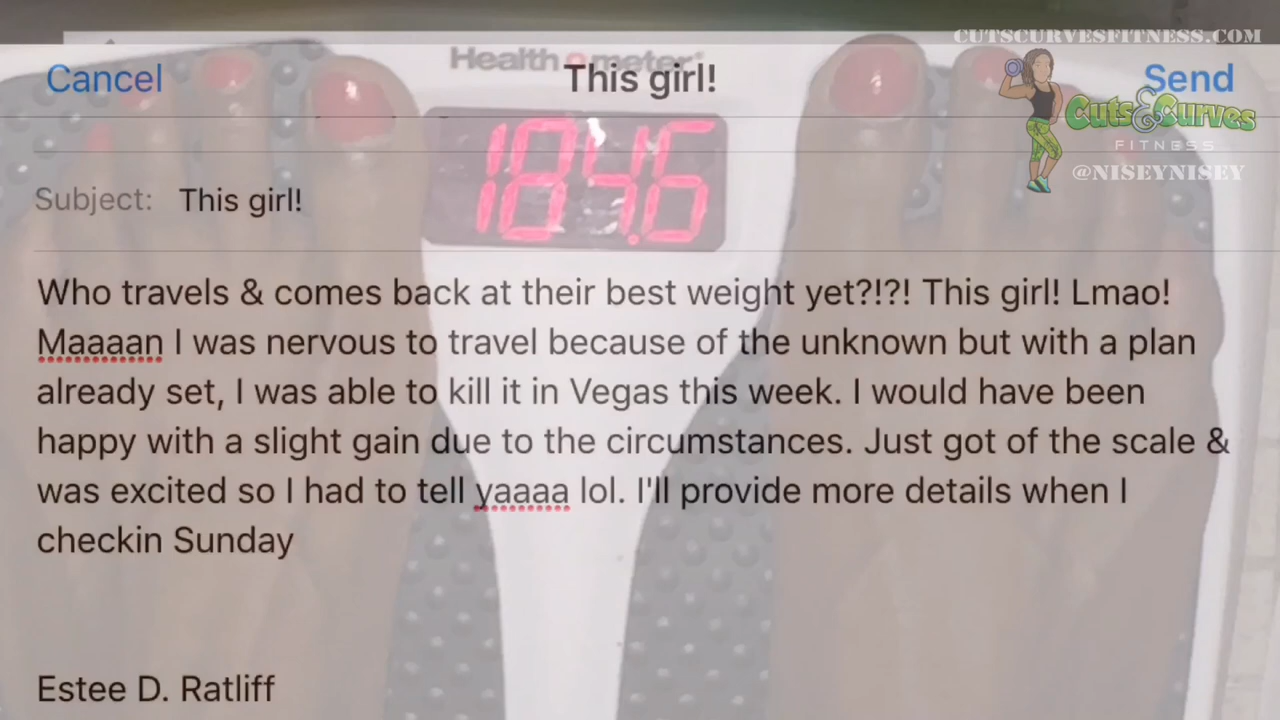 CUTSCURVESFITNESS.COM
Health o meter®
Cancel
This girl!
Send
184.6
Cuts & Curves
FITNESS
@NISEYNISEY
Subject: This girl!
Who travels & comes back at their best weight yet?!?! This girl! Lmao!
Maaaan I was nervous to travel because of the unknown but with a plan
already set, I was able to kill it in Vegas this week. I would have been
happy with a slight gain due to the circumstances. Just got of the scale &
was excited so I had to tell yaaaa lol. I'll provide more details when I
checkin Sunday
Estee D. Ratliff